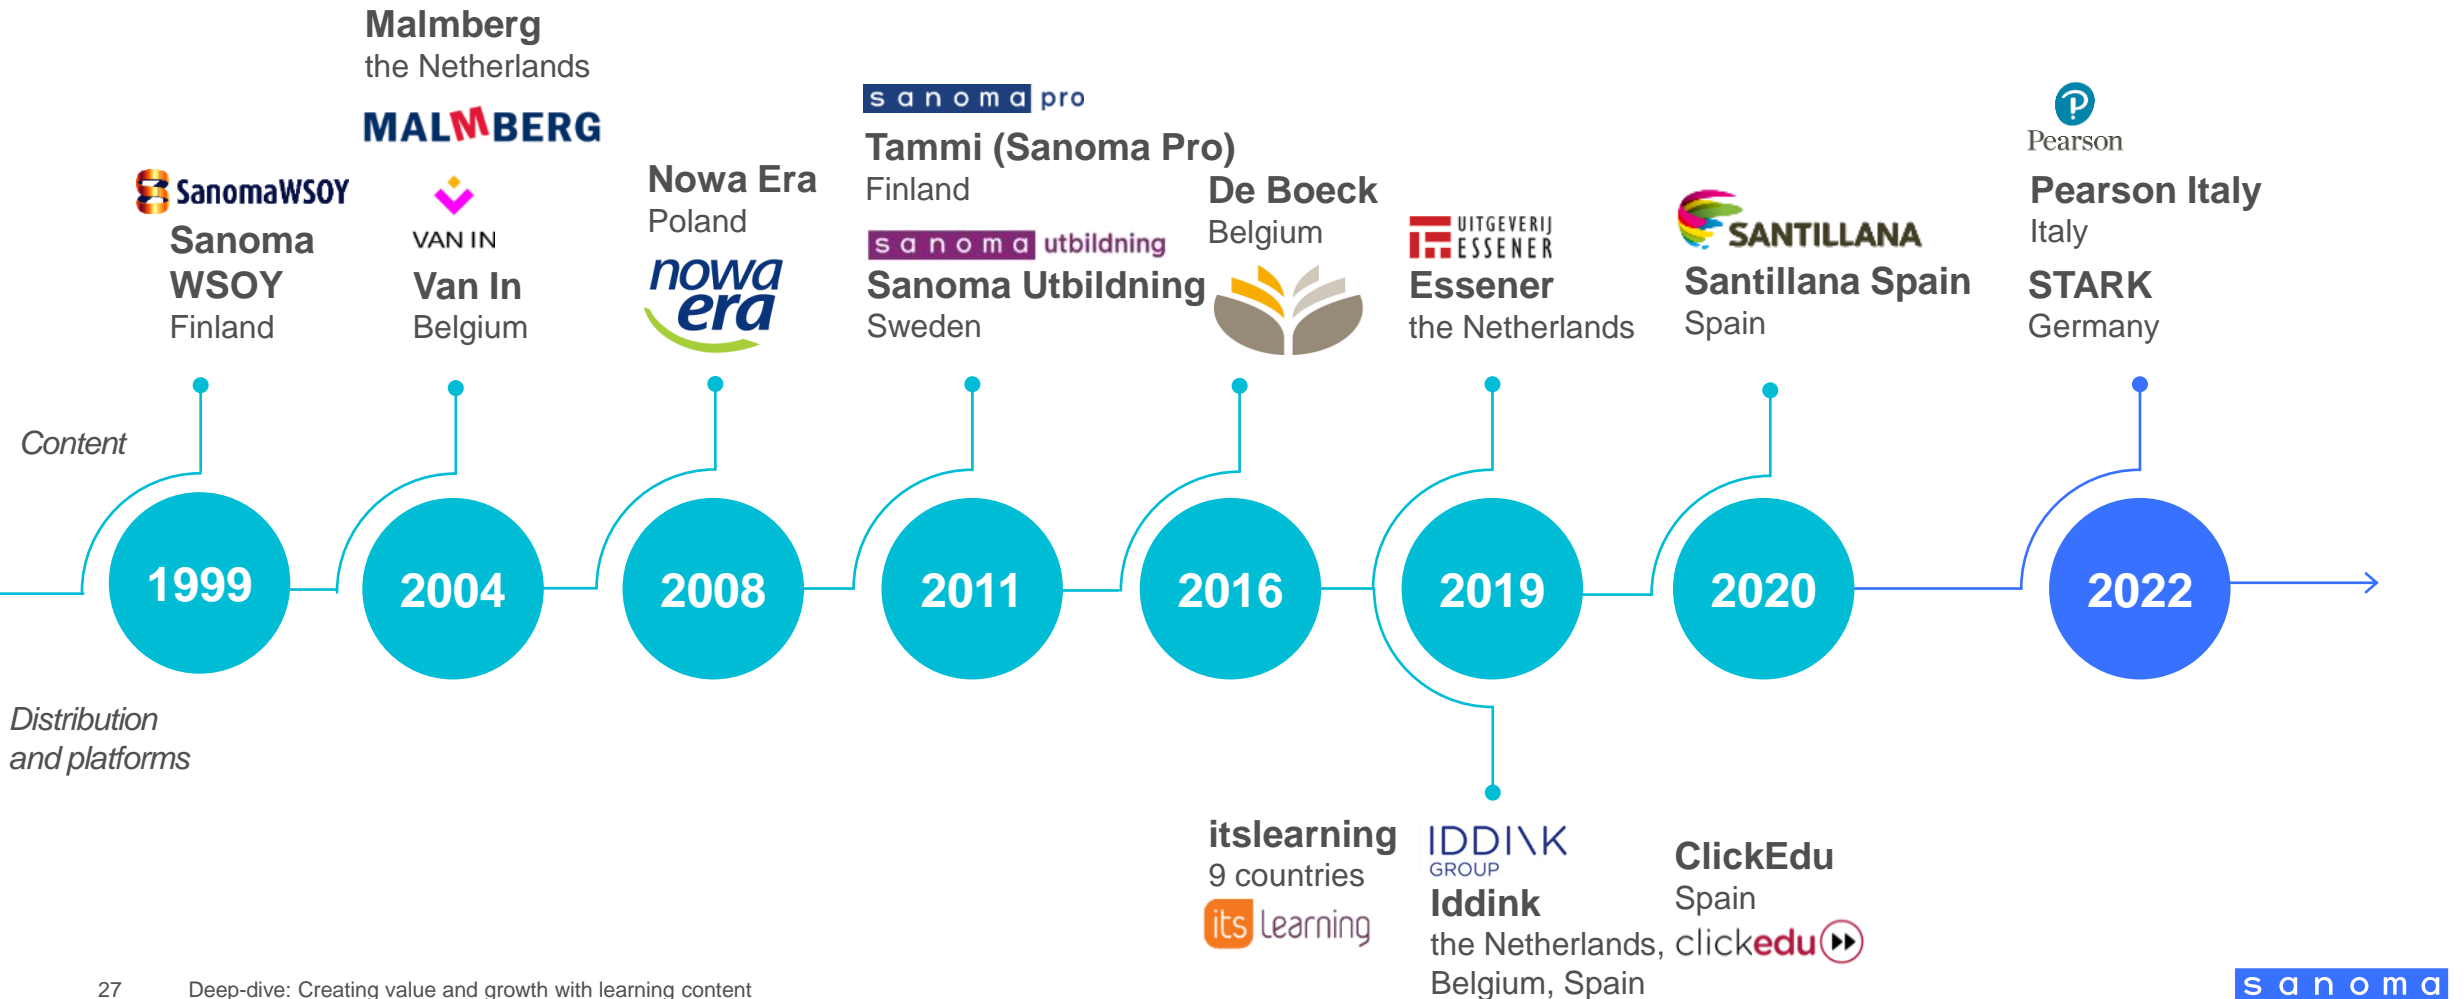 Malmberg
the Netherlands
MALMBERG
SanomaWSOY
Sanoma
WSOY
Finland
VAN IN
Van In
Belgium
Nowa Era
Poland
nowa
era
sanoma pro
Tammi (Sanoma Pro)
Finland
sanoma utbildning
Sanoma Utbildning
Sweden
De Boeck
Belgium
UITGEVERIJ
ESSENER
Essener
the Netherlands
SANTILLANA
Santillana Spain
Spain
P
Pearson
Pearson Italy
Italy
STARK
Germany
Content
1999
2004
2008
2011
2016
2019
2020
2022
Distribution
and platforms
itslearning
9 countries
its Learning
IDDINK
GROUP
Iddink
the Netherlands,
Belgium, Spain
ClickEdu
Spain
clickedu
27 Deep-dive: Creating value and growth with learning content
sanoma